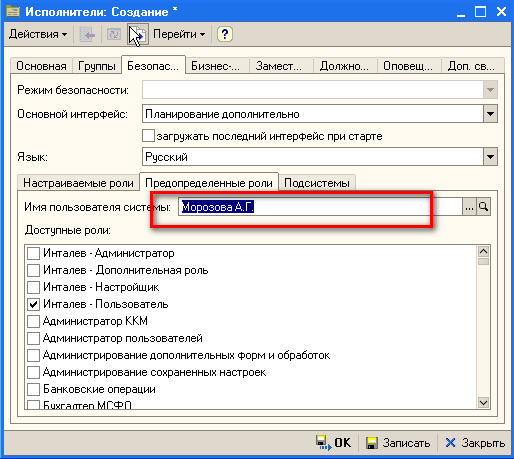 Исполнители: Создание *
Действия Перейти ?
Основная Группы Безопас... Бизнес-... Замест... Должно... Оповещ... Доп. св...
Режим безопасности:
Основной интерфейс: Планирование дополнительно
загружать последний интерфейс при старте
Язык: Русский
Настраиваемые роли Предопределенные роли Подсистемы
Имя пользователя системы: Морозова А.Г. ...
Доступные роли:
Инталев - Администратор
Инталев - Дополнительная роль
Инталев - Настройщик
Инталев - Пользователь
Администратор ККМ
Администратор пользователей
Администрирование дополнительных форм и обработок
Администрирование сохраненных настроек
Банковские операции
Бухгалтер МСФО
OK Записать Закрыть